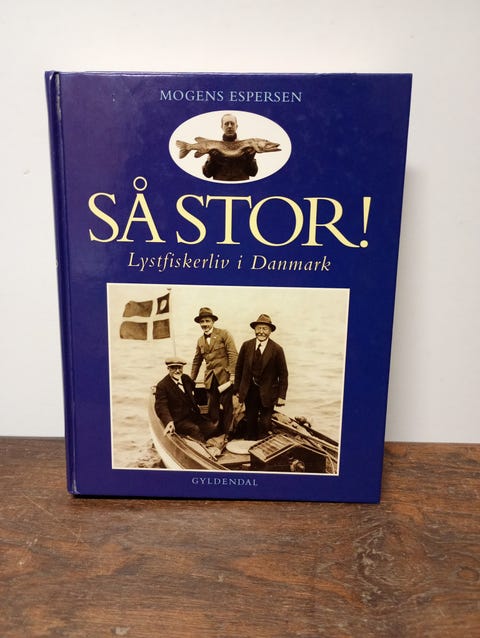 MOGENS ESPERSEN
SÅ STOR!
Lystfiskerliv i Danmark
GYLDENDAL